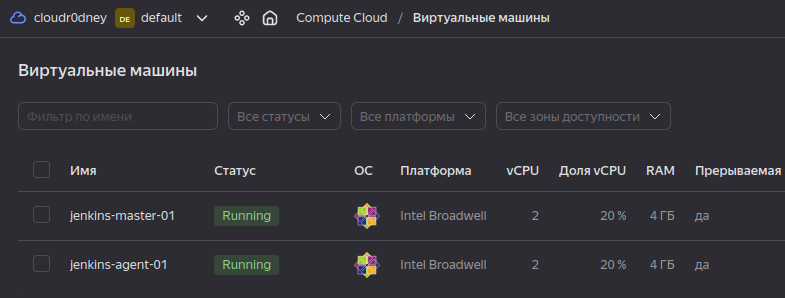 cloudr0dney DE default Compute Cloud / Виртуальные машины
Виртуальные машины
Фильтр по имени Все статусы Все платформы Все зоны доступности
Имя Статус ОС Платформа vCPU Доля vCPU RAM Прерываемая
jenkins-master-01 Running Intel Broadwell 2 20 % 4 ГБ да
jenkins-agent-01 Running Intel Broadwell 2 20 % 4 ГБ да